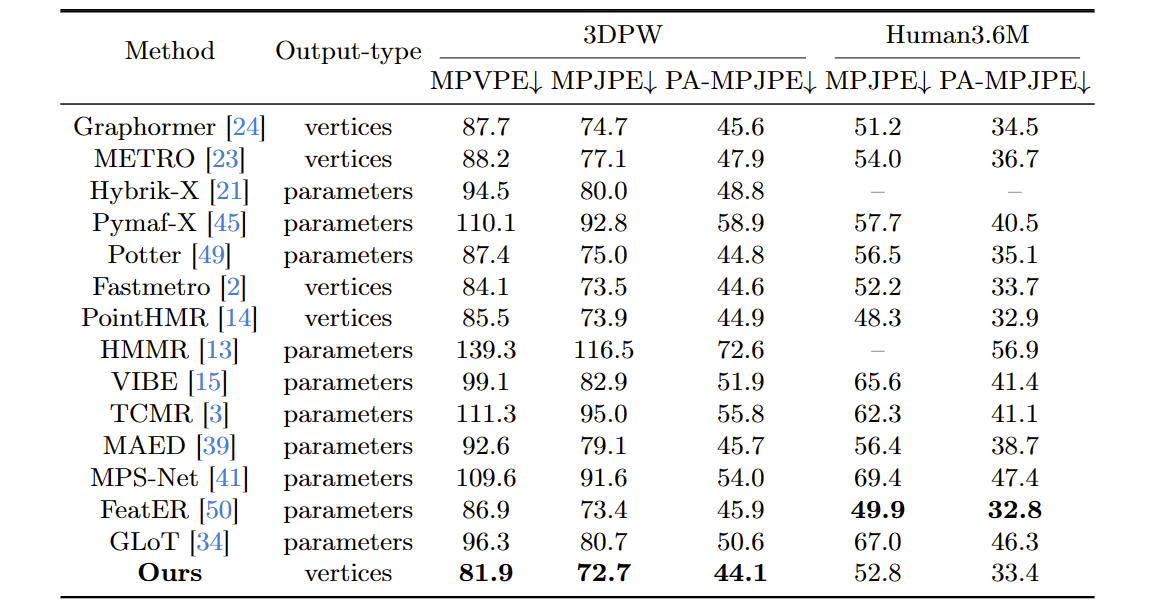 Method Output-type 3DPW Human3.6M
MPVPE↓ MPJPE↓ PA-MPJPE↓ MPJPE↓ PA-MPJPE↓
Graphormer [24] vertices 87.7 74.7 45.6 51.2 34.5
METRO [23] vertices 88.2 77.1 47.9 54.0 36.7
Hybrik-X [21] parameters 94.5 80.0 48.8 – –
Pymaf-X [45] parameters 110.1 92.8 58.9 57.7 40.5
Potter [49] parameters 87.4 75.0 44.8 56.5 35.1
Fastmetro [2] vertices 84.1 73.5 44.6 52.2 33.7
PointHMR [14] vertices 85.5 73.9 44.9 48.3 32.9
HMMR [13] parameters 139.3 116.5 72.6 – 56.9
VIBE [15] parameters 99.1 82.9 51.9 65.6 41.4
TCMR [3] parameters 111.3 95.0 55.8 62.3 41.1
MAED [39] parameters 92.6 79.1 45.7 56.4 38.7
MPS-Net [41] parameters 109.6 91.6 54.0 69.4 47.4
FeatER [50] parameters 86.9 73.4 45.9 49.9 32.8
GLoT [34] parameters 96.3 80.7 50.6 67.0 46.3
Ours vertices 81.9 72.7 44.1 52.8 33.4